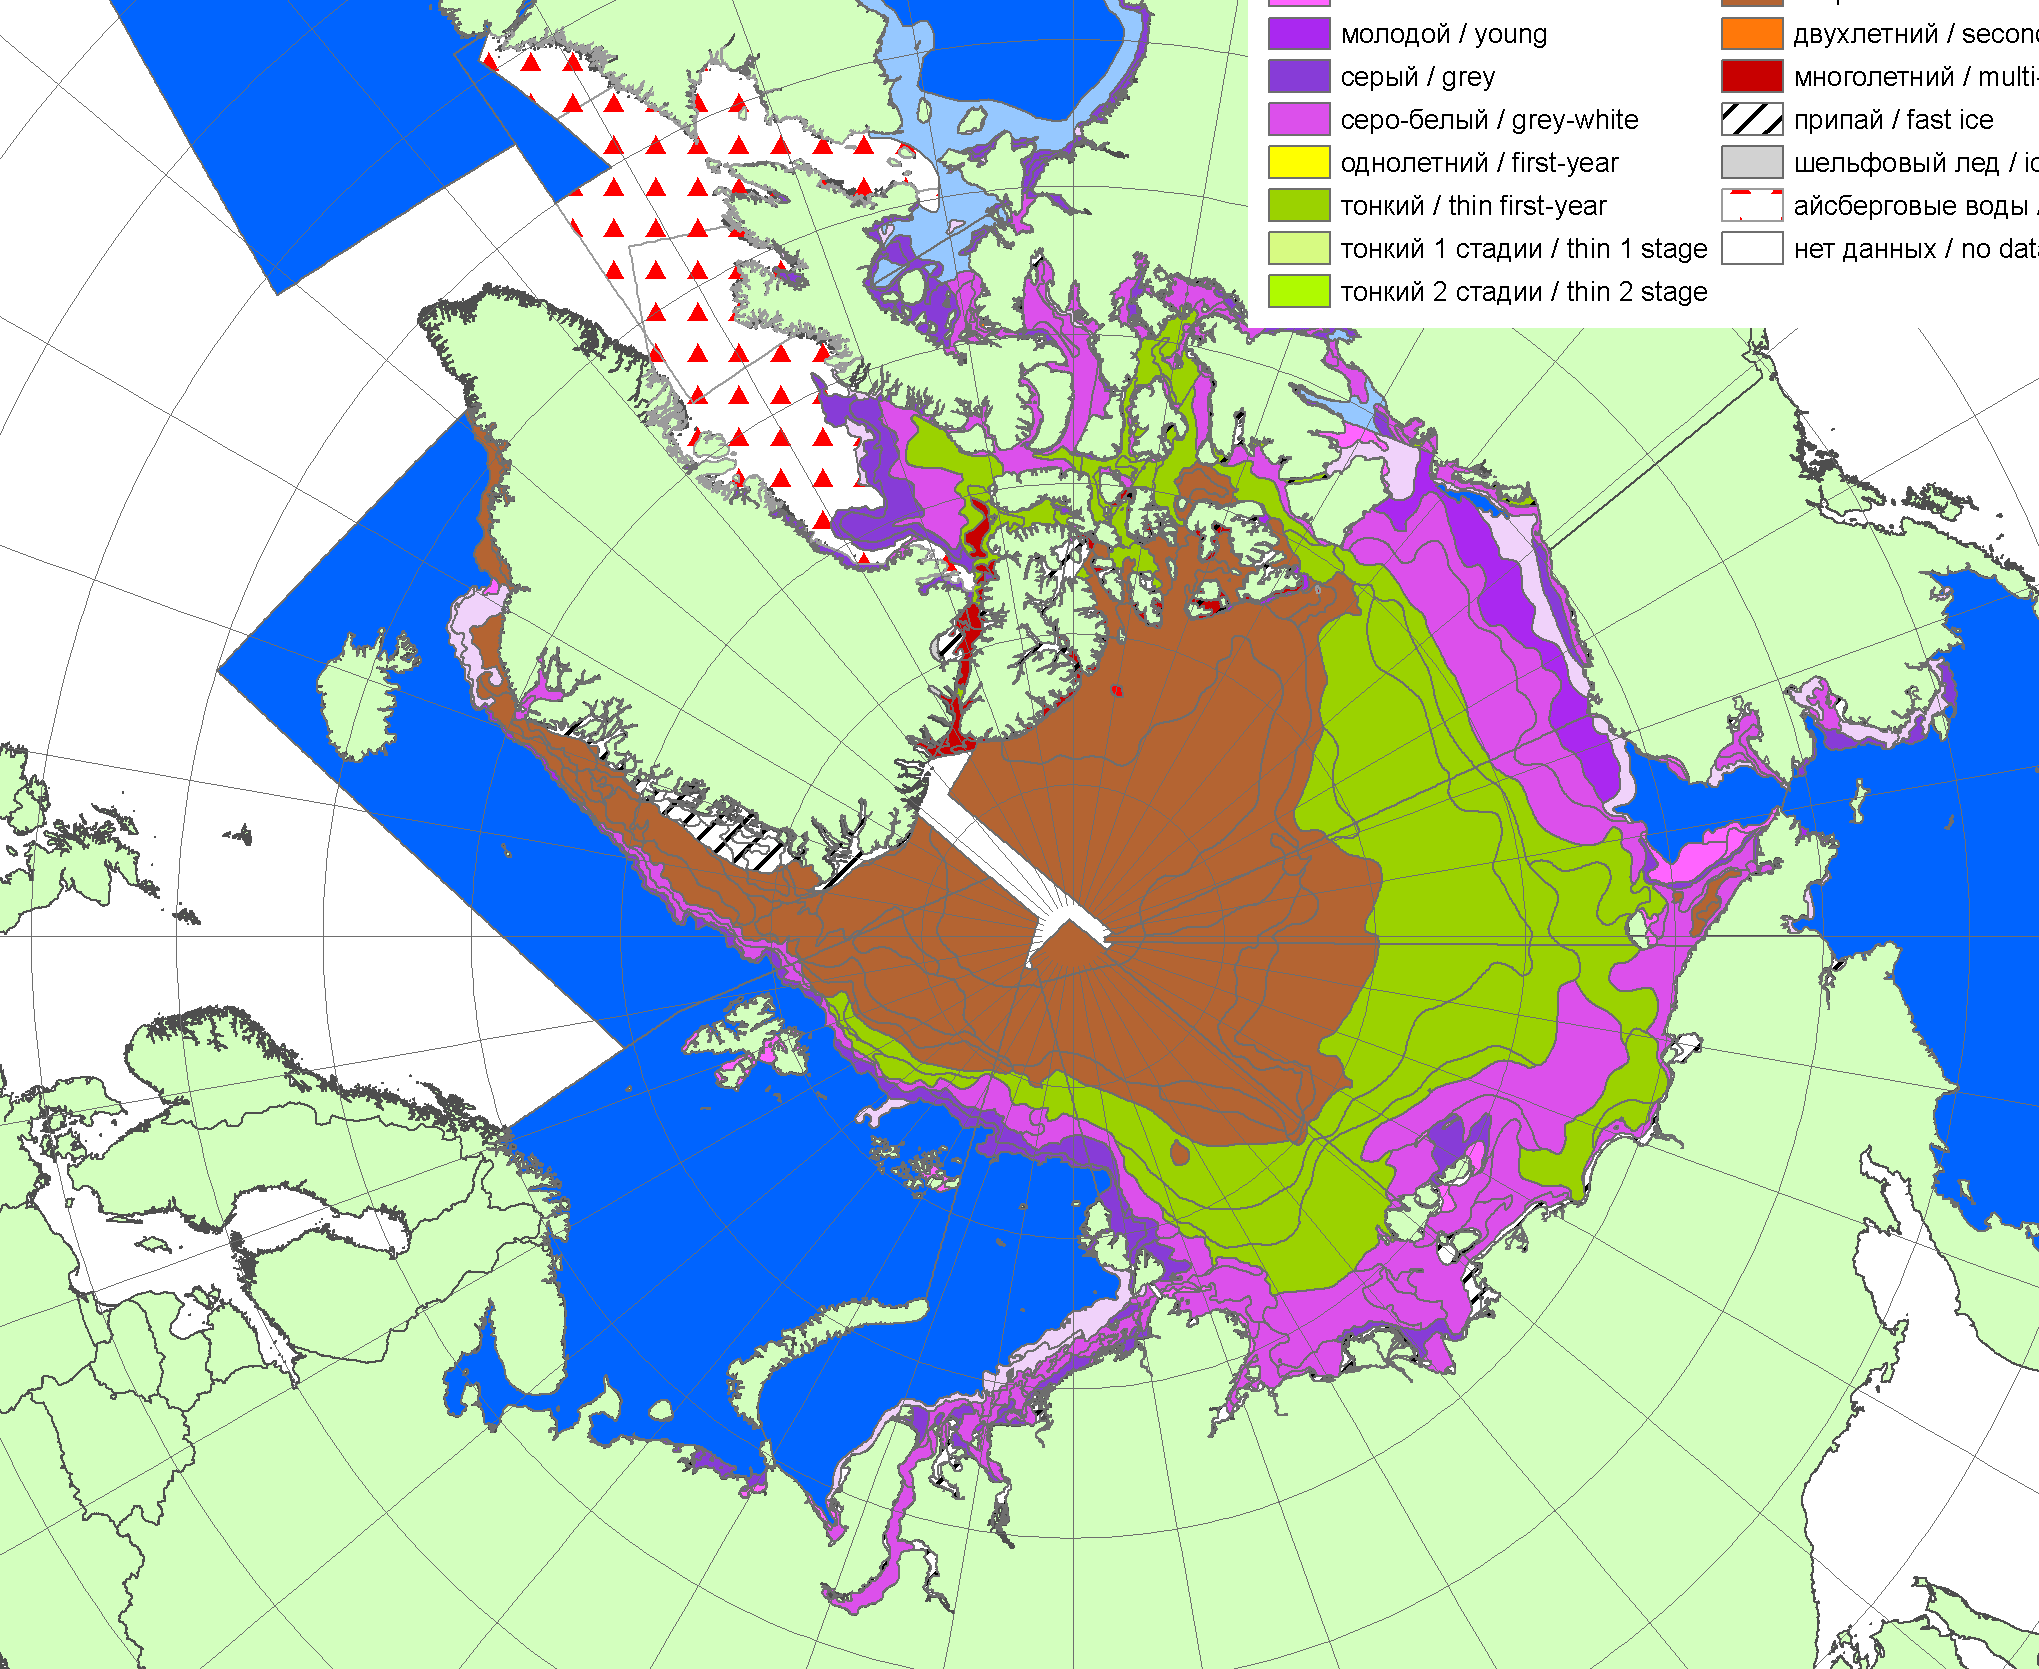 молодой / young
серый / grey
серо-белый / grey-white
однолетний / first-year
тонкий / thin first-year
тонкий 1 стадии / thin 1 stage
тонкий 2 стадии / thin 2 stage
двухлетний / secon
многолетний / multi-
припай / fast ice
шельфовый лед / ic
айсберговые воды /
нет данных / no data